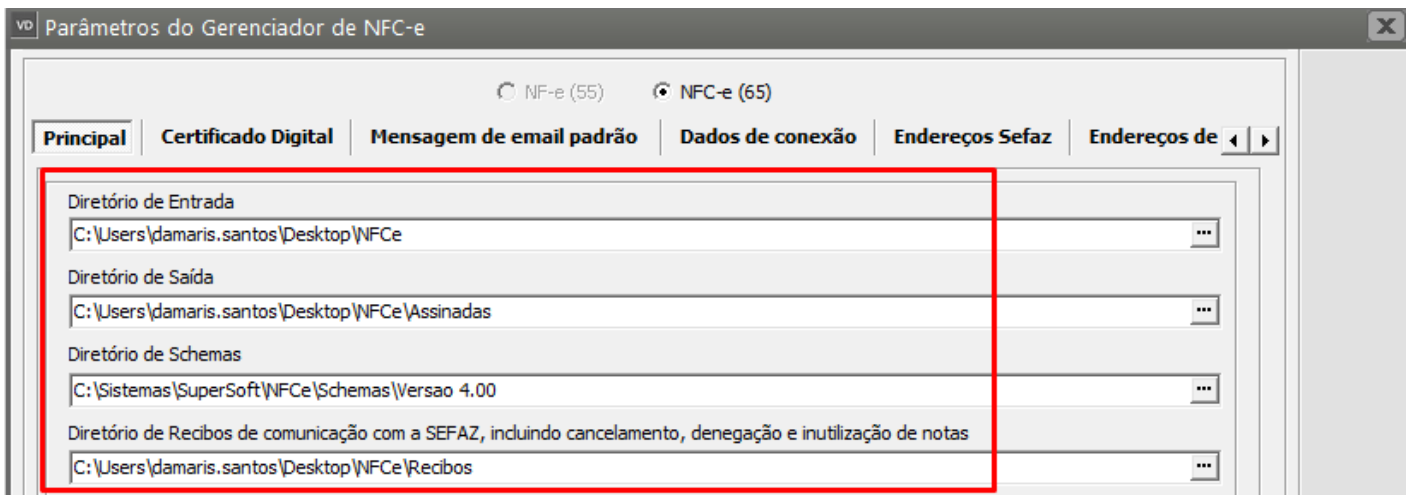 VD Parâmetros do Gerenciador de NFC-e X
NF-e (55) NFC-e (65)
Principal Certificado Digital Mensagem de email padrão Dados de conexão Endereços Sefaz Endereços de
Diretório de Entrada
C:\Users\damaris.santos\Desktop\NFCe ...
Diretório de Saída
C:\Users\damaris.santos\Desktop\NFCe\Assinadas ...
Diretório de Schemas
C:\Sistemas\SuperSoft\NFCe\Schemas\Versao 4.00 ...
Diretório de Recibos de comunicação com a SEFAZ, incluindo cancelamento, denegação e inutilização de notas
C:\Users\damaris.santos\Desktop\NFCe\Recibos ...